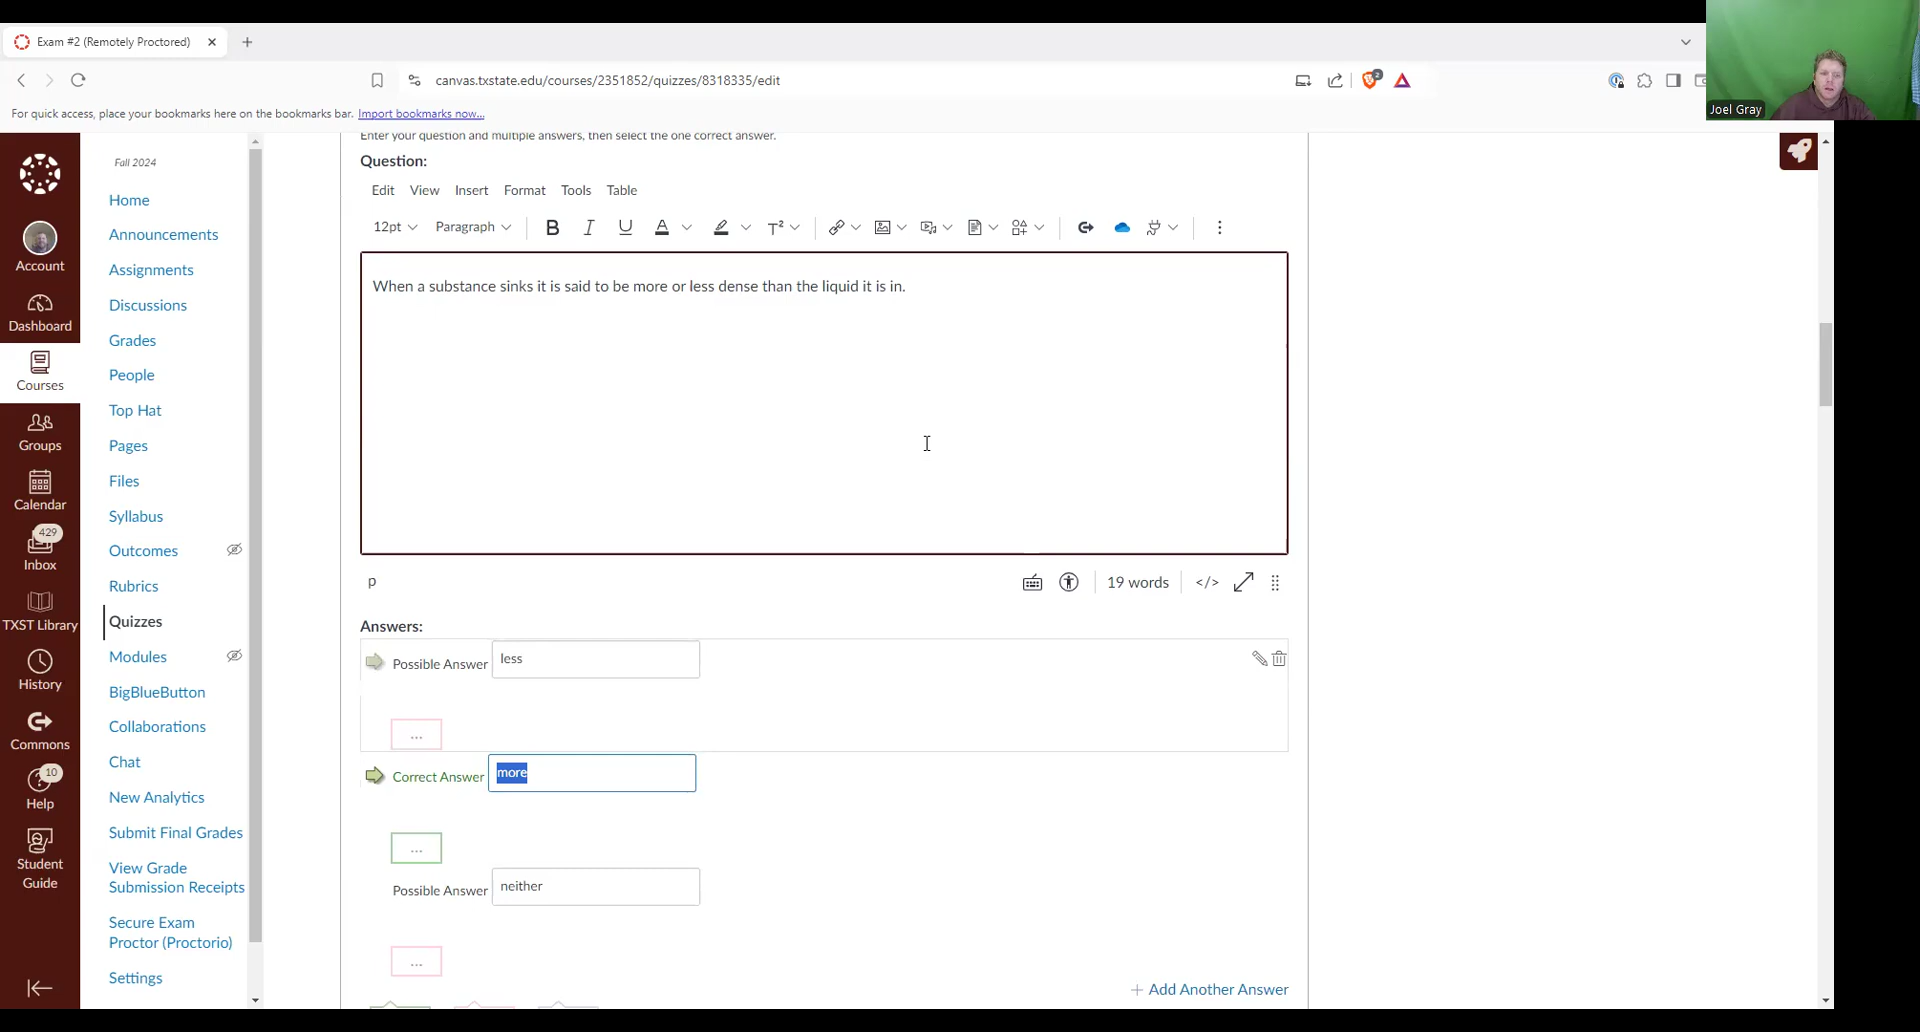 Exam #2 (Remotely Proctored)
canvas.txstate.edu/courses/2351852/quizzes/8318335/edit
2
For quick access, place your bookmarks here on the bookmarks bar. Import bookmarks now...
Joel Gray
Account
Dashboard
Courses
Groups
Calendar
429
Inbox
TXST Library
History
Commons
10
Help
Student
Guide
Fall 2024
Home
Announcements
Assignments
Discussions
Grades
People
Top Hat
Pages
Files
Syllabus
Outcomes
Rubrics
Quizzes
Modules
BigBlueButton
Collaborations
Chat
New Analytics
Submit Final Grades
View Grade
Submission Receipts
Secure Exam
Proctor (Proctorio)
Settings
Enter your question and multiple answers, then select the one correct answer.
Question:
Edit View Insert Format Tools Table
12pt Paragraph B I U A T²
When a substance sinks it is said to be more or less dense than the liquid it is in.
p 19 words </>
Answers:
Possible Answer less
...
Correct Answer more
...
Possible Answer neither
...
+ Add Another Answer